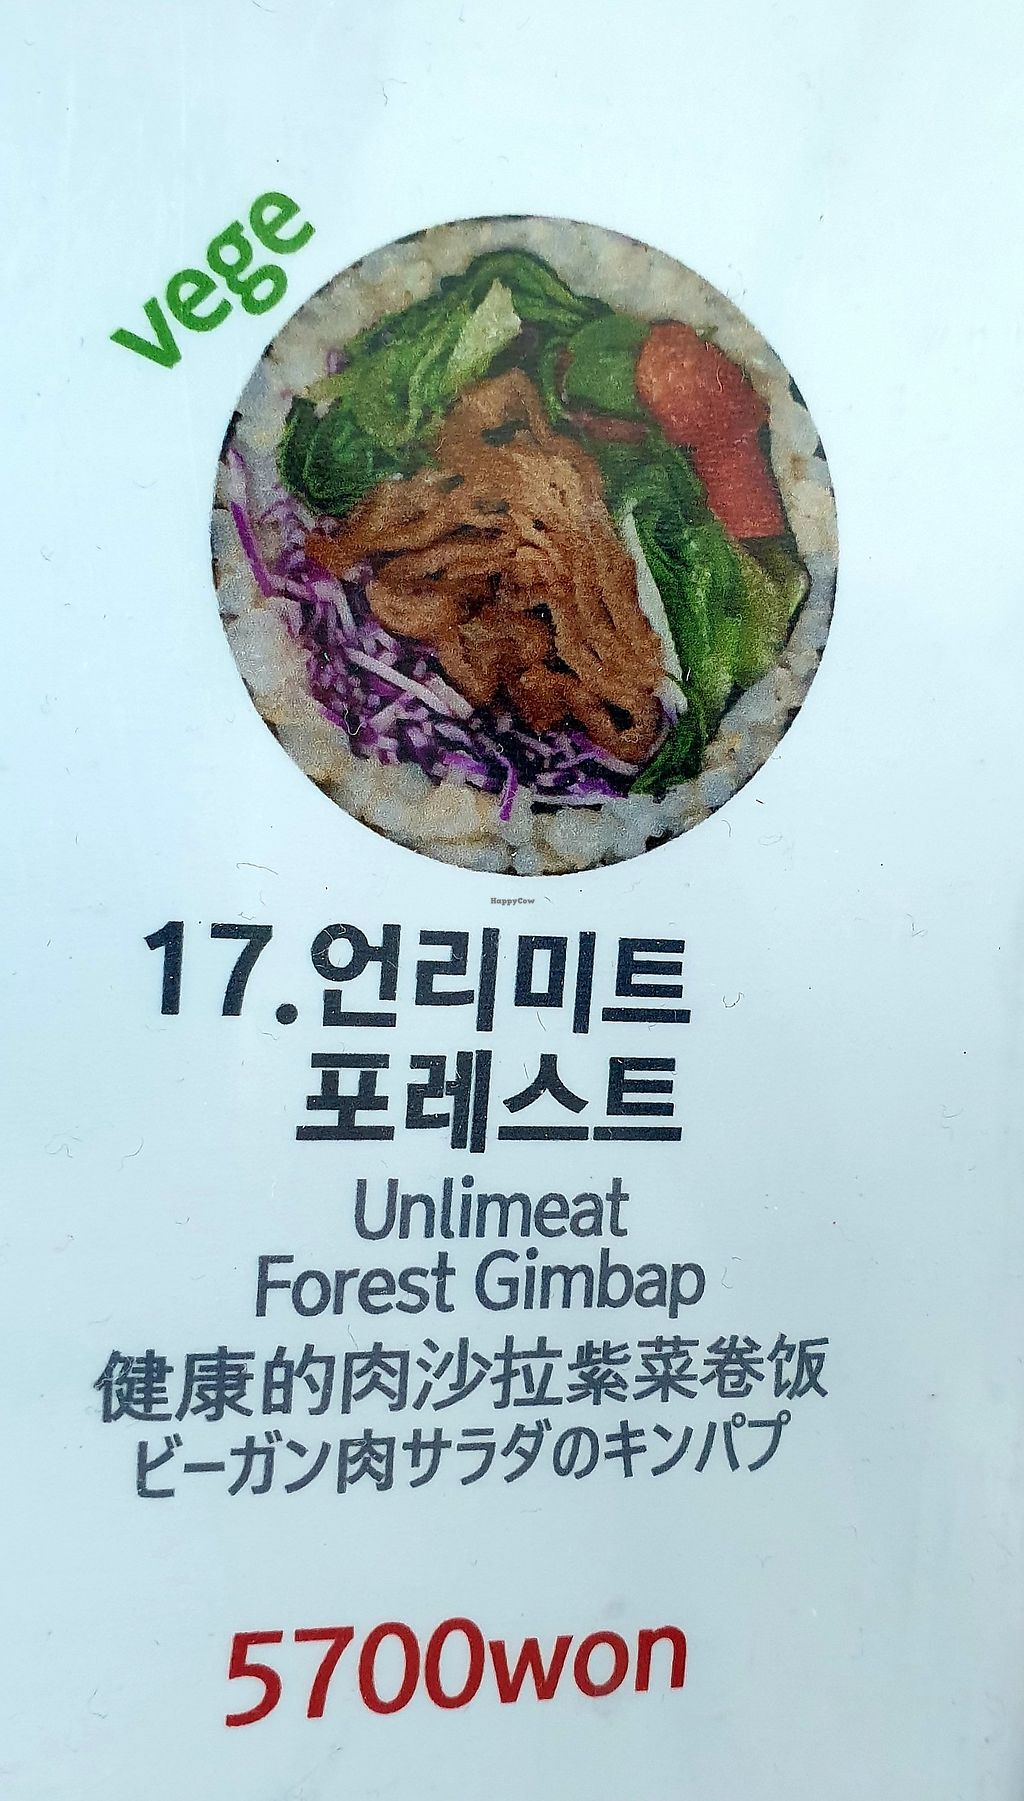 vege
HappyCow
17.언리미트
포레스트
Unlimeat
Forest Gimbap
健康的肉沙拉紫菜卷饭
ビーガン肉サラダのキンパプ
5700won